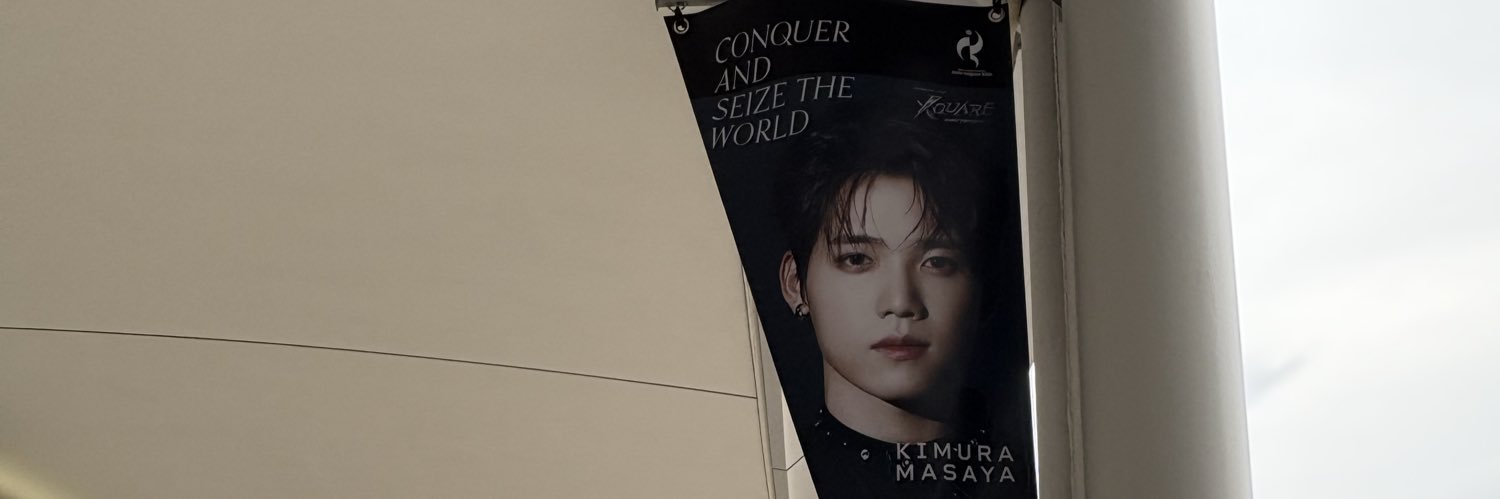 CONQUER
AND
SEIZE THE
WORLD
KIMURA
MASAYA